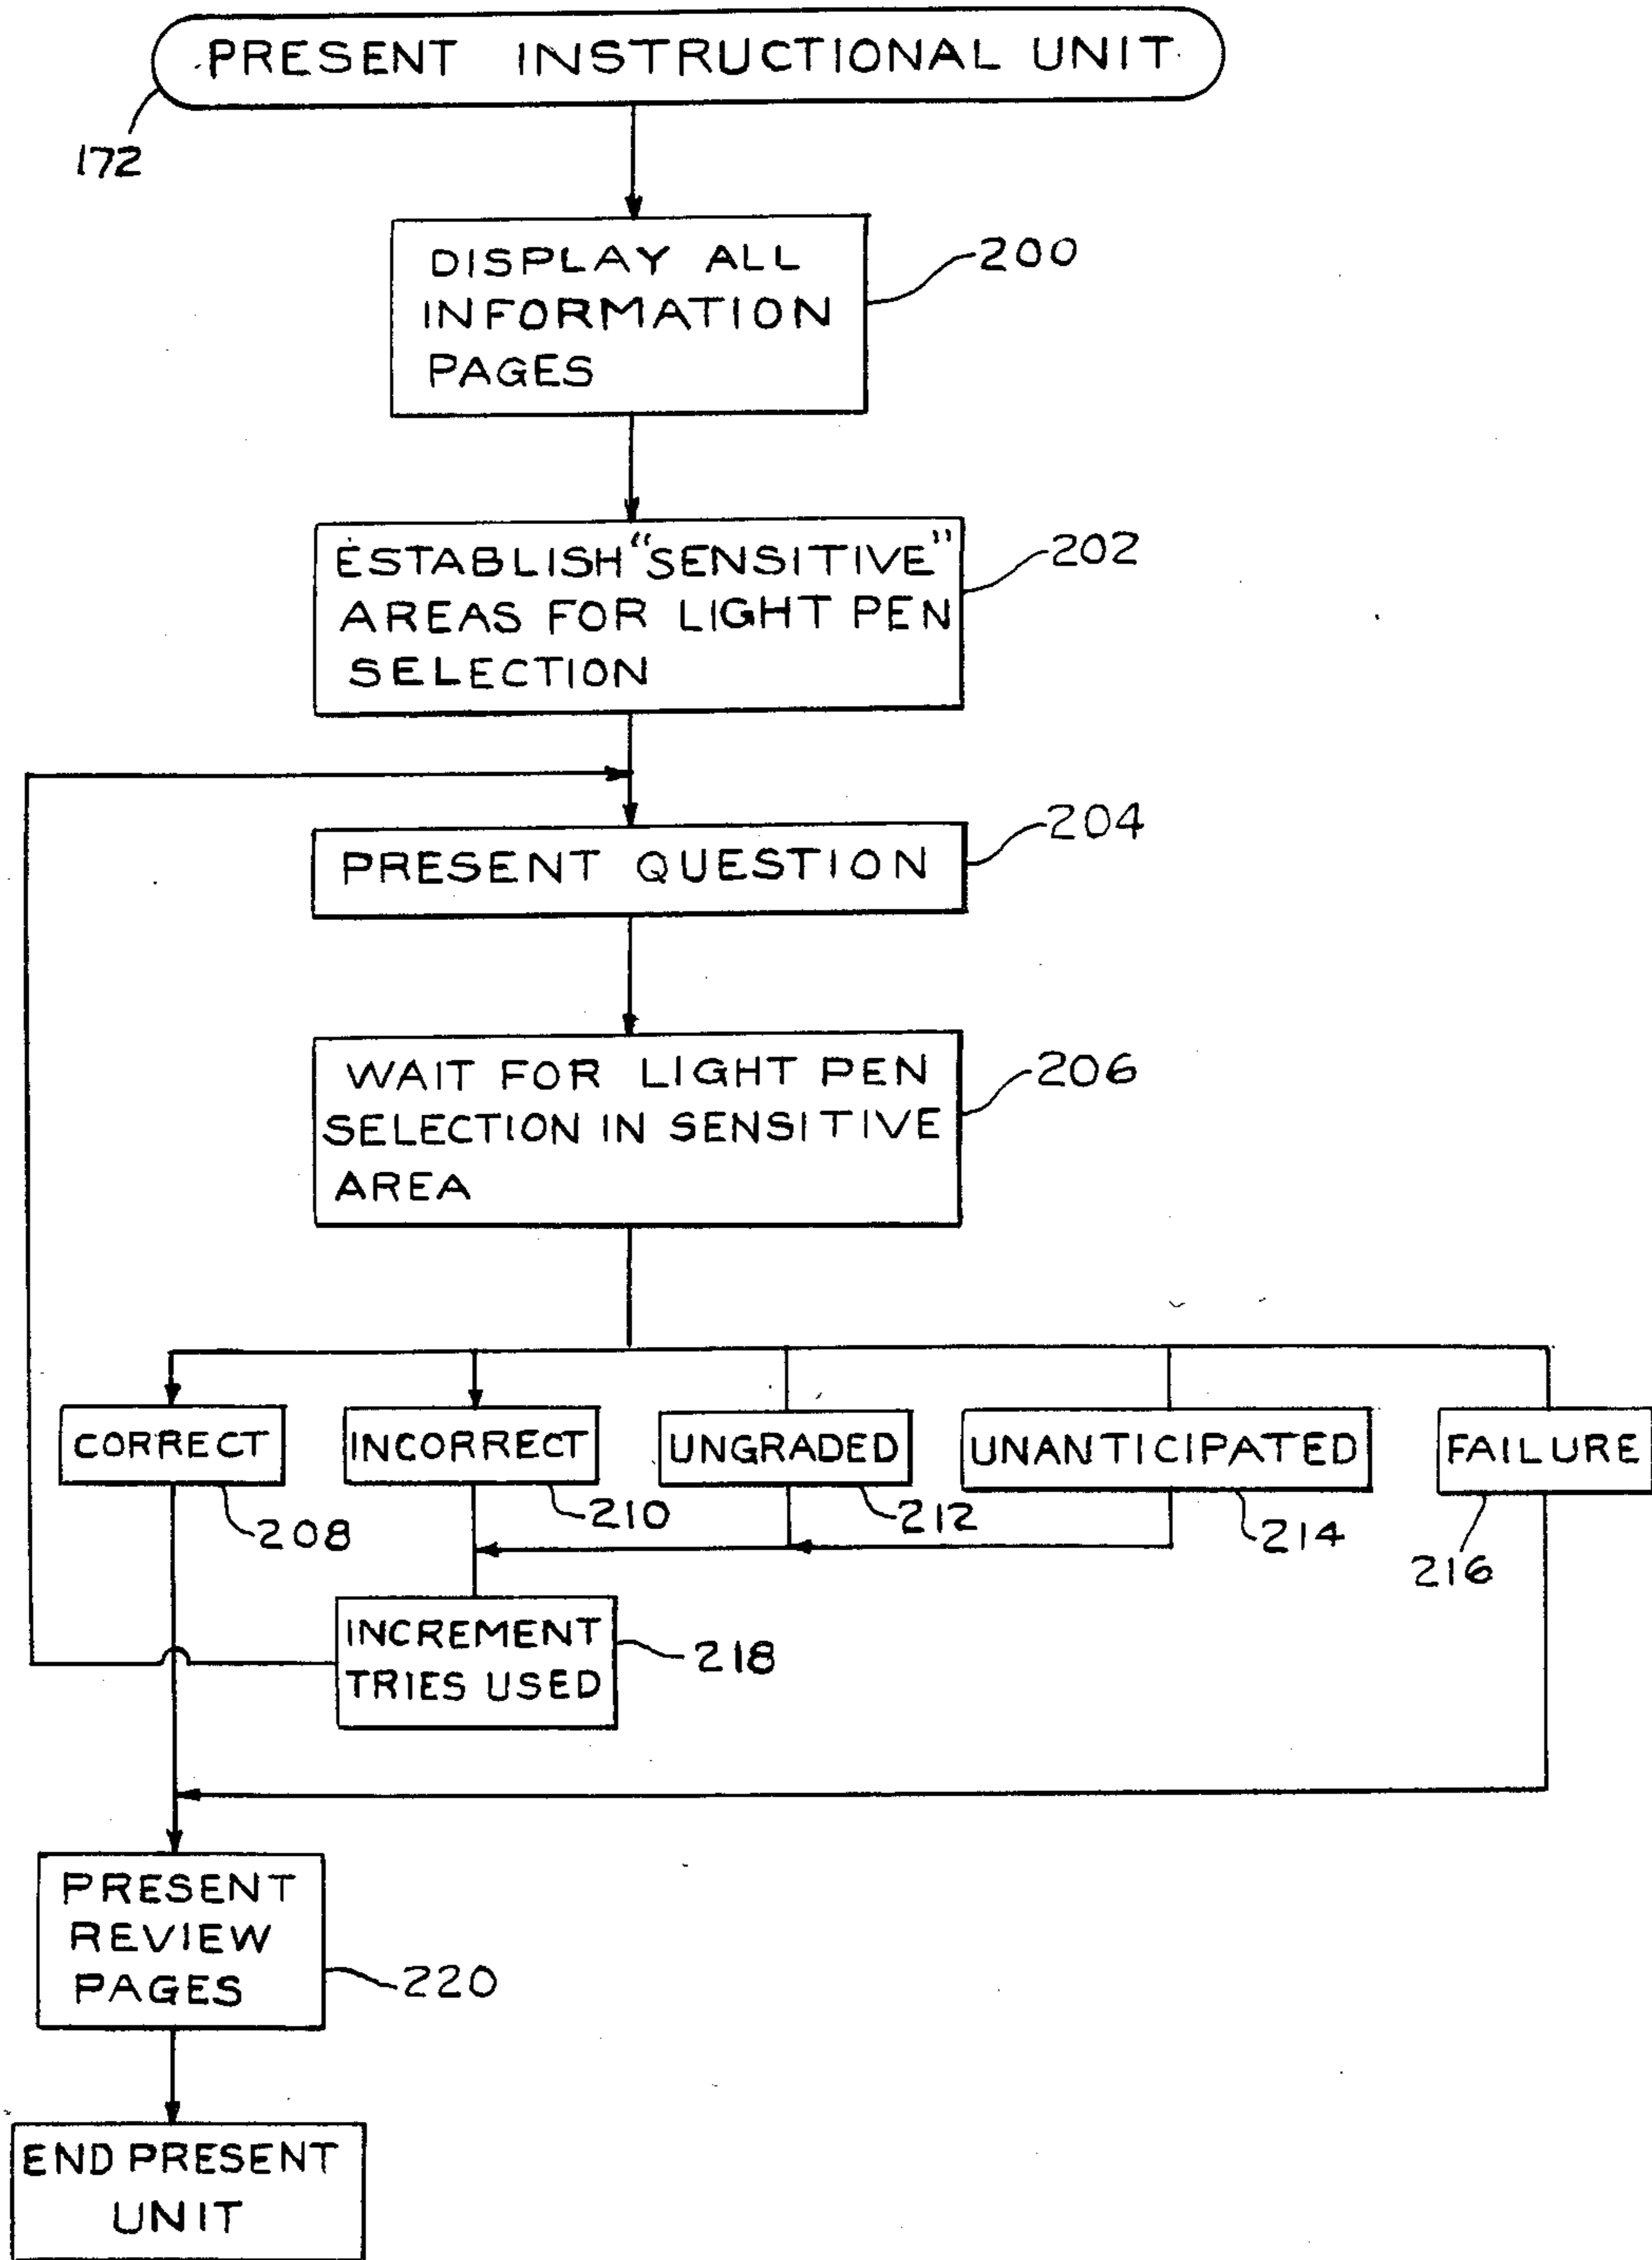 PRESENT INSTRUCTIONAL UNIT
172
DISPLAY ALL
INFORMATION
PAGES
200
ESTABLISH "SENSITIVE"
AREAS FOR LIGHT PEN
SELECTION
202
PRESENT QUESTION
204
WAIT FOR LIGHT PEN
SELECTION IN SENSITIVE
AREA
206
CORRECT
208
INCORRECT
210
UNGRADED
212
UNANTICIPATED
214
FAILURE
216
INCREMENT
TRIES USED
218
PRESENT
REVIEW
PAGES
220
END PRESENT
UNIT